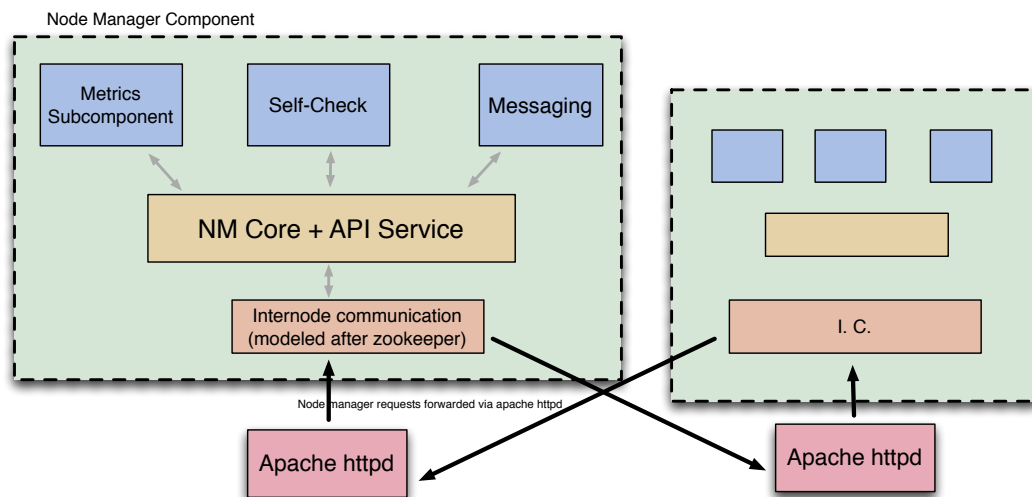 Node Manager Component
Metrics
Subcomponent
Self-Check
Messaging
NM Core + API Service
Internode communication
(modeled after zookeeper)
I. C.
Node manager requests forwarded via apache httpd
Apache httpd
Apache httpd